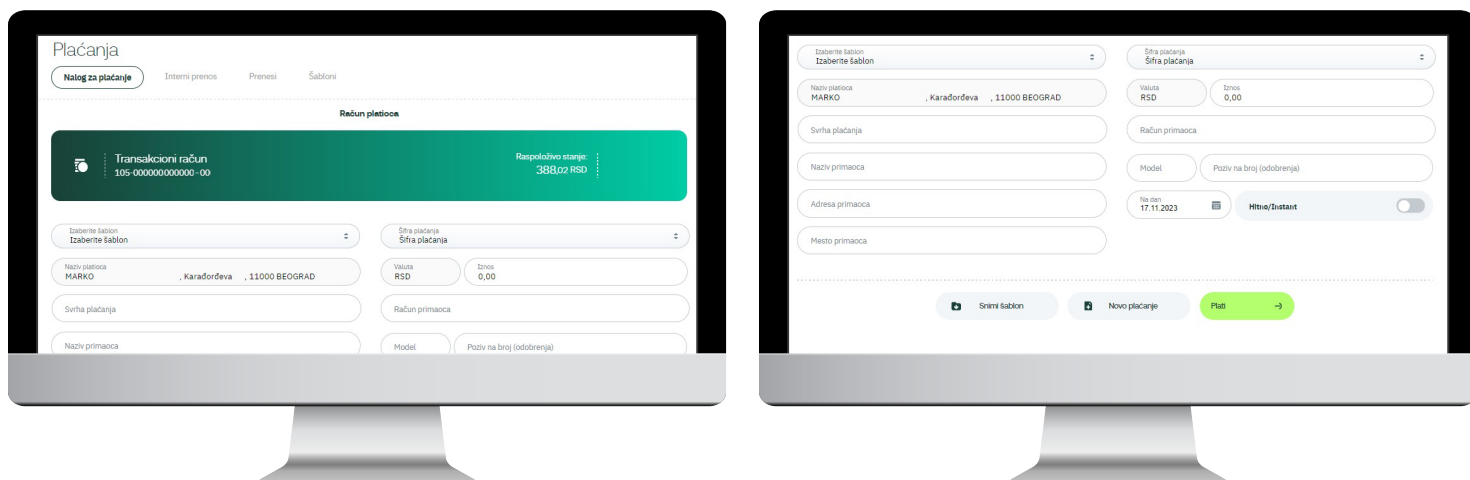 Plaćanja
Nalog za plaćanje Interni prenos Prenesi Šabloni
Račun platioca
Transakcioni račun
105-000000000000-00
Raspoloživo stanje:
388,02 RSD
Izaberite šablon
Izaberite šablon
Šifra plaćanja
Šifra plaćanja
Naziv platioca
MARKO , Karađorđeva , 11000 BEOGRAD
Valuta
RSD
Iznos
0,00
Svrha plaćanja
Račun primaoca
Naziv primaoca
Model
Poziv na broj (odobrenja)
Izaberite šablon
Izaberite šablon
Šifra plaćanja
Šifra plaćanja
Naziv platioca
MARKO , Karađorđeva , 11000 BEOGRAD
Valuta
RSD
Iznos
0,00
Svrha plaćanja
Račun primaoca
Naziv primaoca
Model
Poziv na broj (odobrenja)
Adresa primaoca
Na dan
17.11.2023
Hitno/Instant
Mesto primaoca
Snimi šablon
Novo plaćanje
Plati